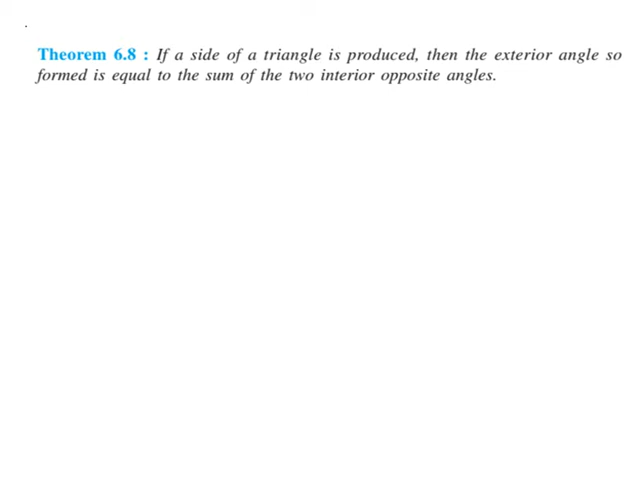 Theorem 6.8 : If a side of a triangle is produced, then the exterior angle so
formed is equal to the sum of the two interior opposite angles.